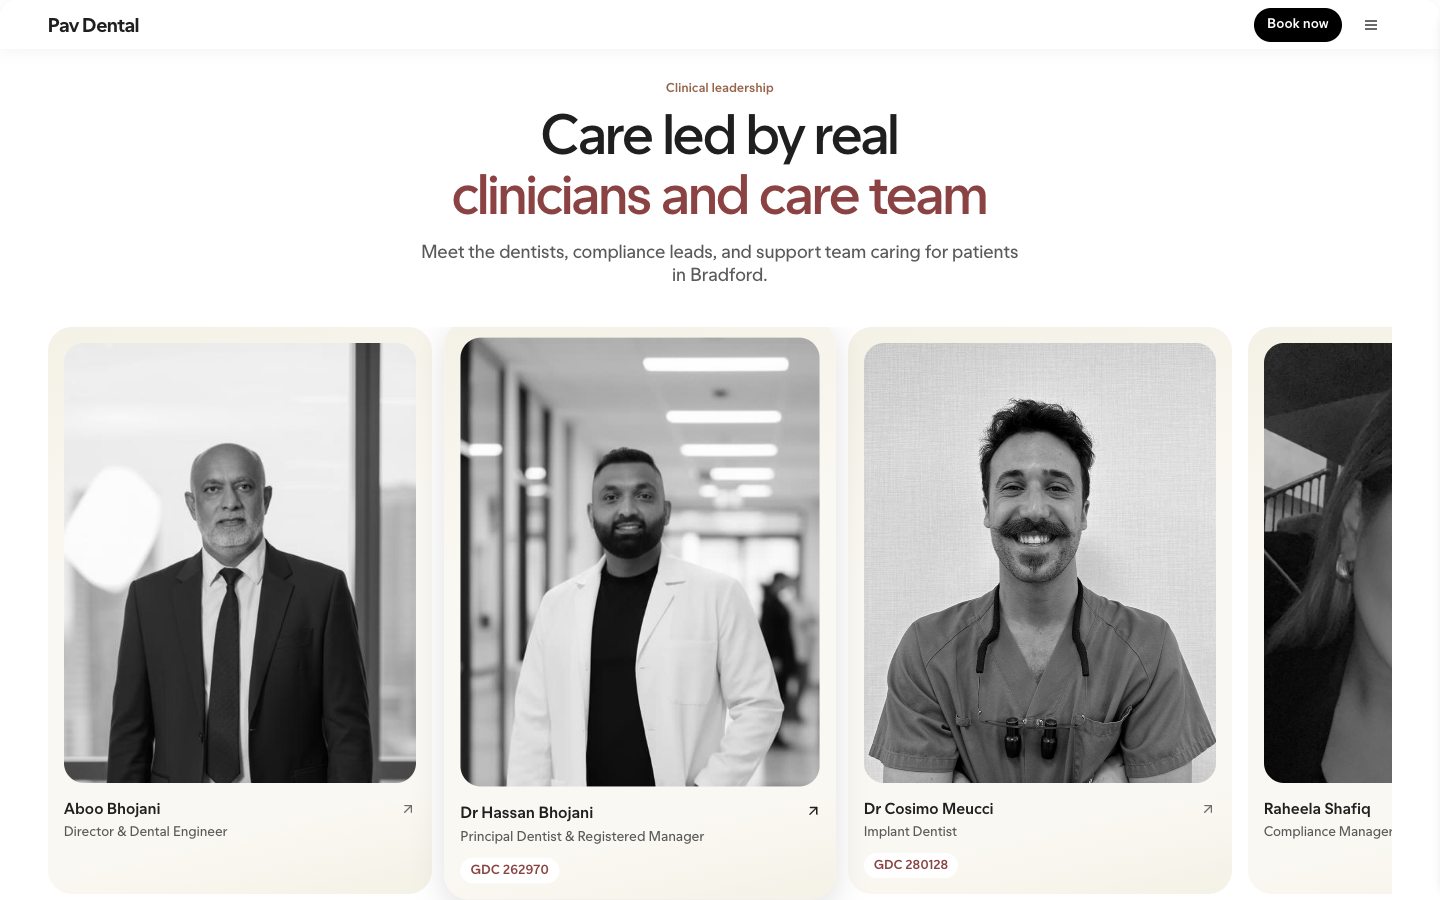 Pav Dental
Book now
Clinical leadership
Care led by real
clinicians and care team
Meet the dentists, compliance leads, and support team caring for patients
in Bradford.
Aboo Bhojani
Director & Dental Engineer
Dr Hassan Bhojani
Principal Dentist & Registered Manager
GDC 262970
Dr Cosimo Meucci
Implant Dentist
GDC 280128
Raheela Shafiq
Compliance Manager